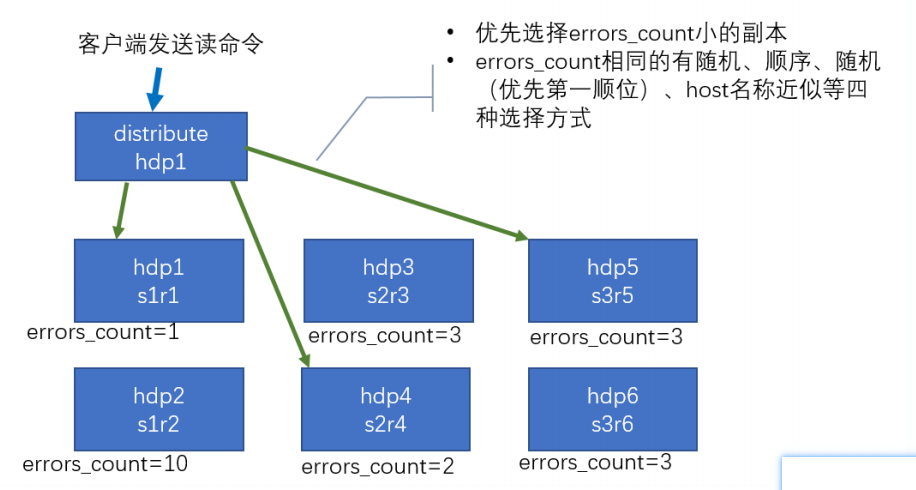 客户端发送读命令
• 优先选择errors_count小的副本
• errors_count相同的有随机、顺序、随机
（优先第一顺位）、host名称近似等四
种选择方式
distribute
hdp1
hdp1
s1r1
errors_count=1
hdp3
s2r3
errors_count=3
hdp5
s3r5
errors_count=3
hdp2
s1r2
errors_count=10
hdp4
s2r4
errors_count=2
hdp6
s3r6
errors_count=3